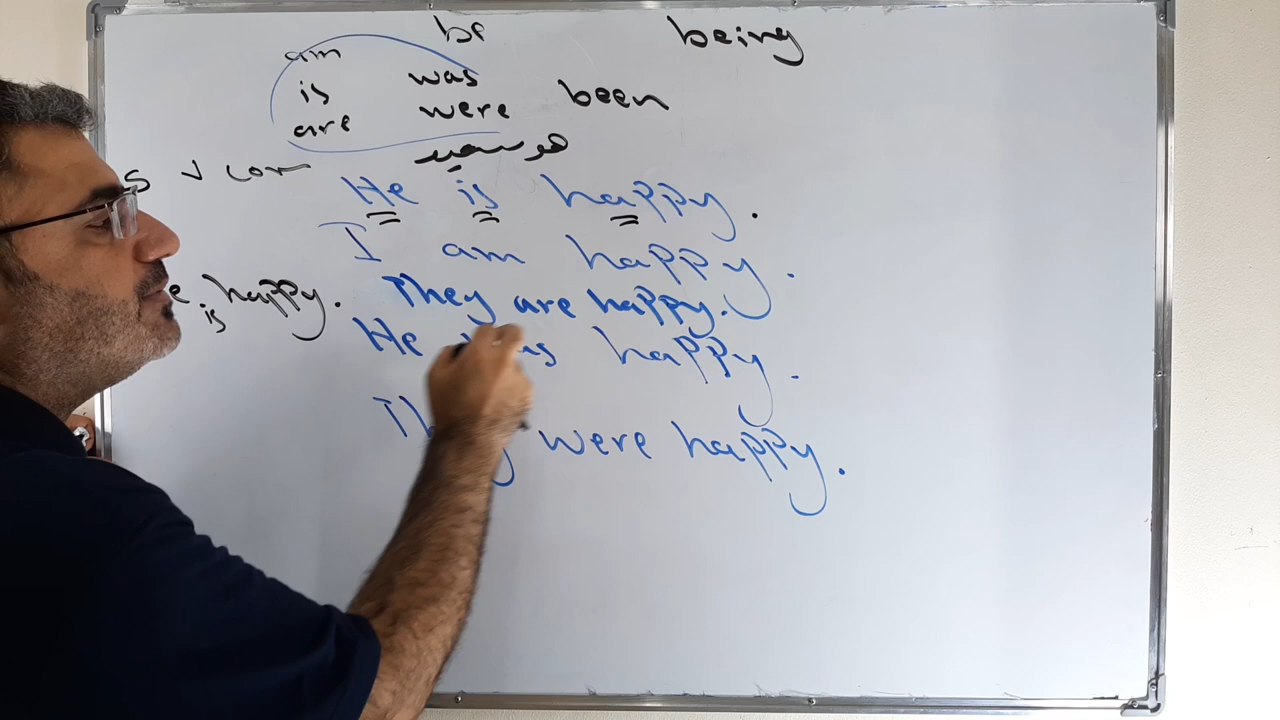 be being
am
is was
are were been
s v com
He is happy.
I am happy.
They are happy.
is happy.
He was happy.
were happy.